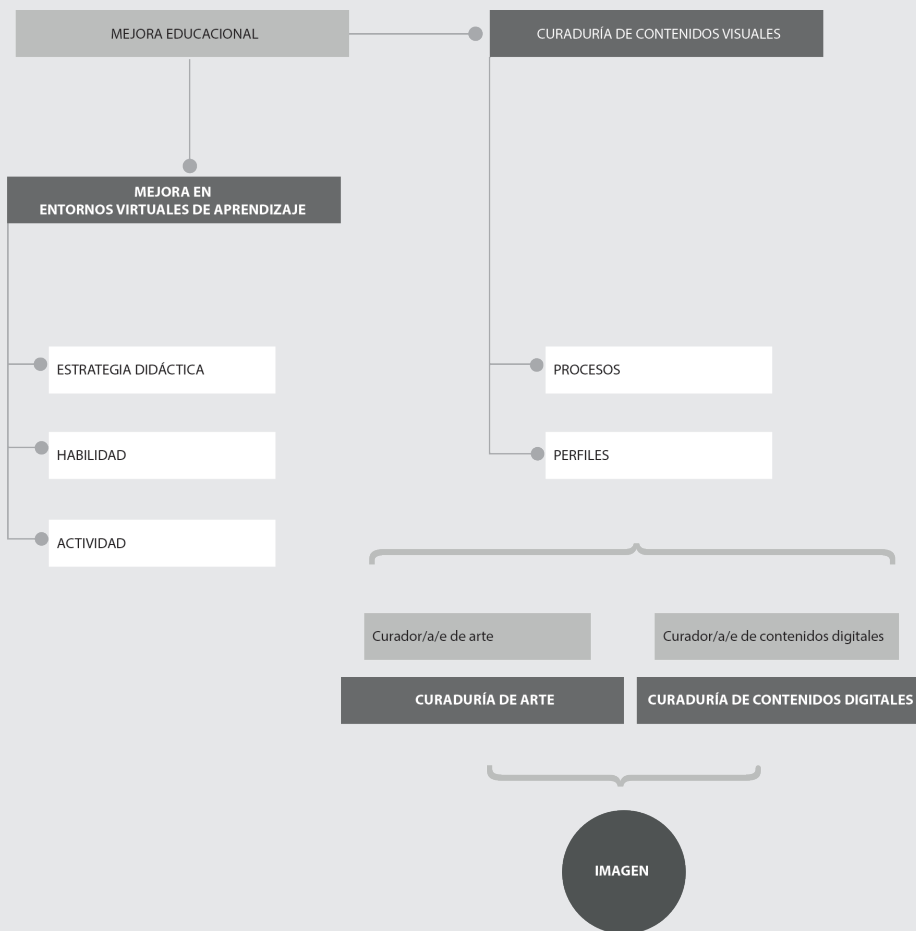 MEJORA EDUCACIONAL
CURADURÍA DE CONTENIDOS VISUALES
MEJORA EN
ENTORNOS VIRTUALES DE APRENDIZAJE
ESTRATEGIA DIDÁCTICA
PROCESOS
HABILIDAD
PERFILES
ACTIVIDAD
Curador/a/e de arte
Curador/a/e de contenidos digitales
CURADURÍA DE ARTE
CURADURÍA DE CONTENIDOS DIGITALES
IMAGEN